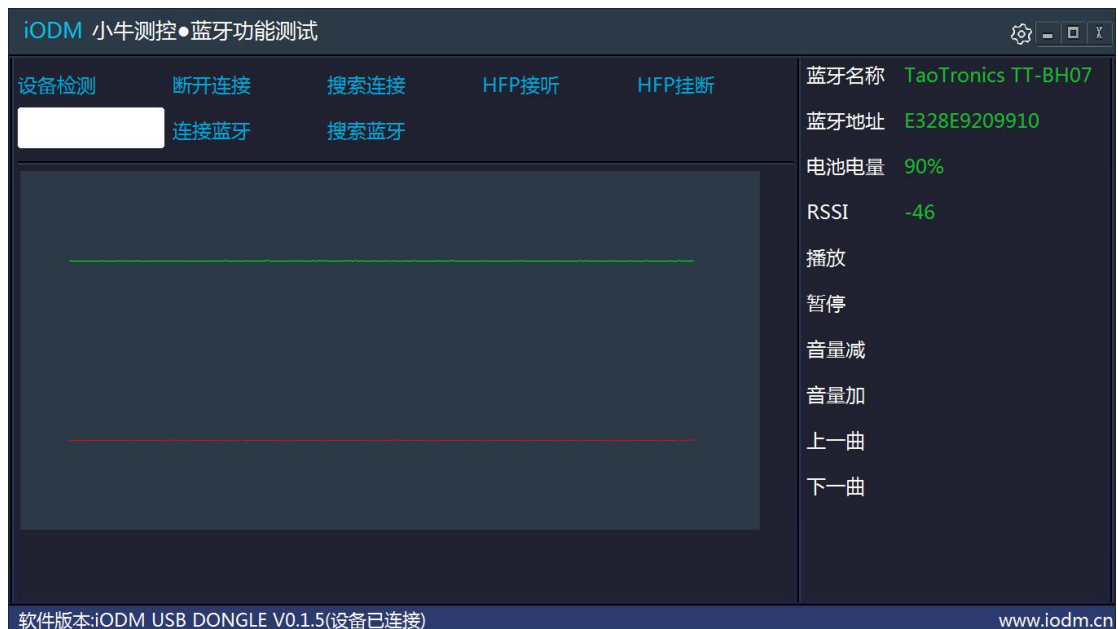 iODM 小牛测控●蓝牙功能测试
设备检测 断开连接 搜索连接 HFP接听 HFP挂断
连接蓝牙 搜索蓝牙
蓝牙名称 TaoTronics TT-BH07
蓝牙地址 E328E9209910
电池电量 90%
RSSI -46
播放
暂停
音量减
音量加
上一曲
下一曲
软件版本:iODM USB DONGLE V0.1.5(设备已连接) www.iodm.cn